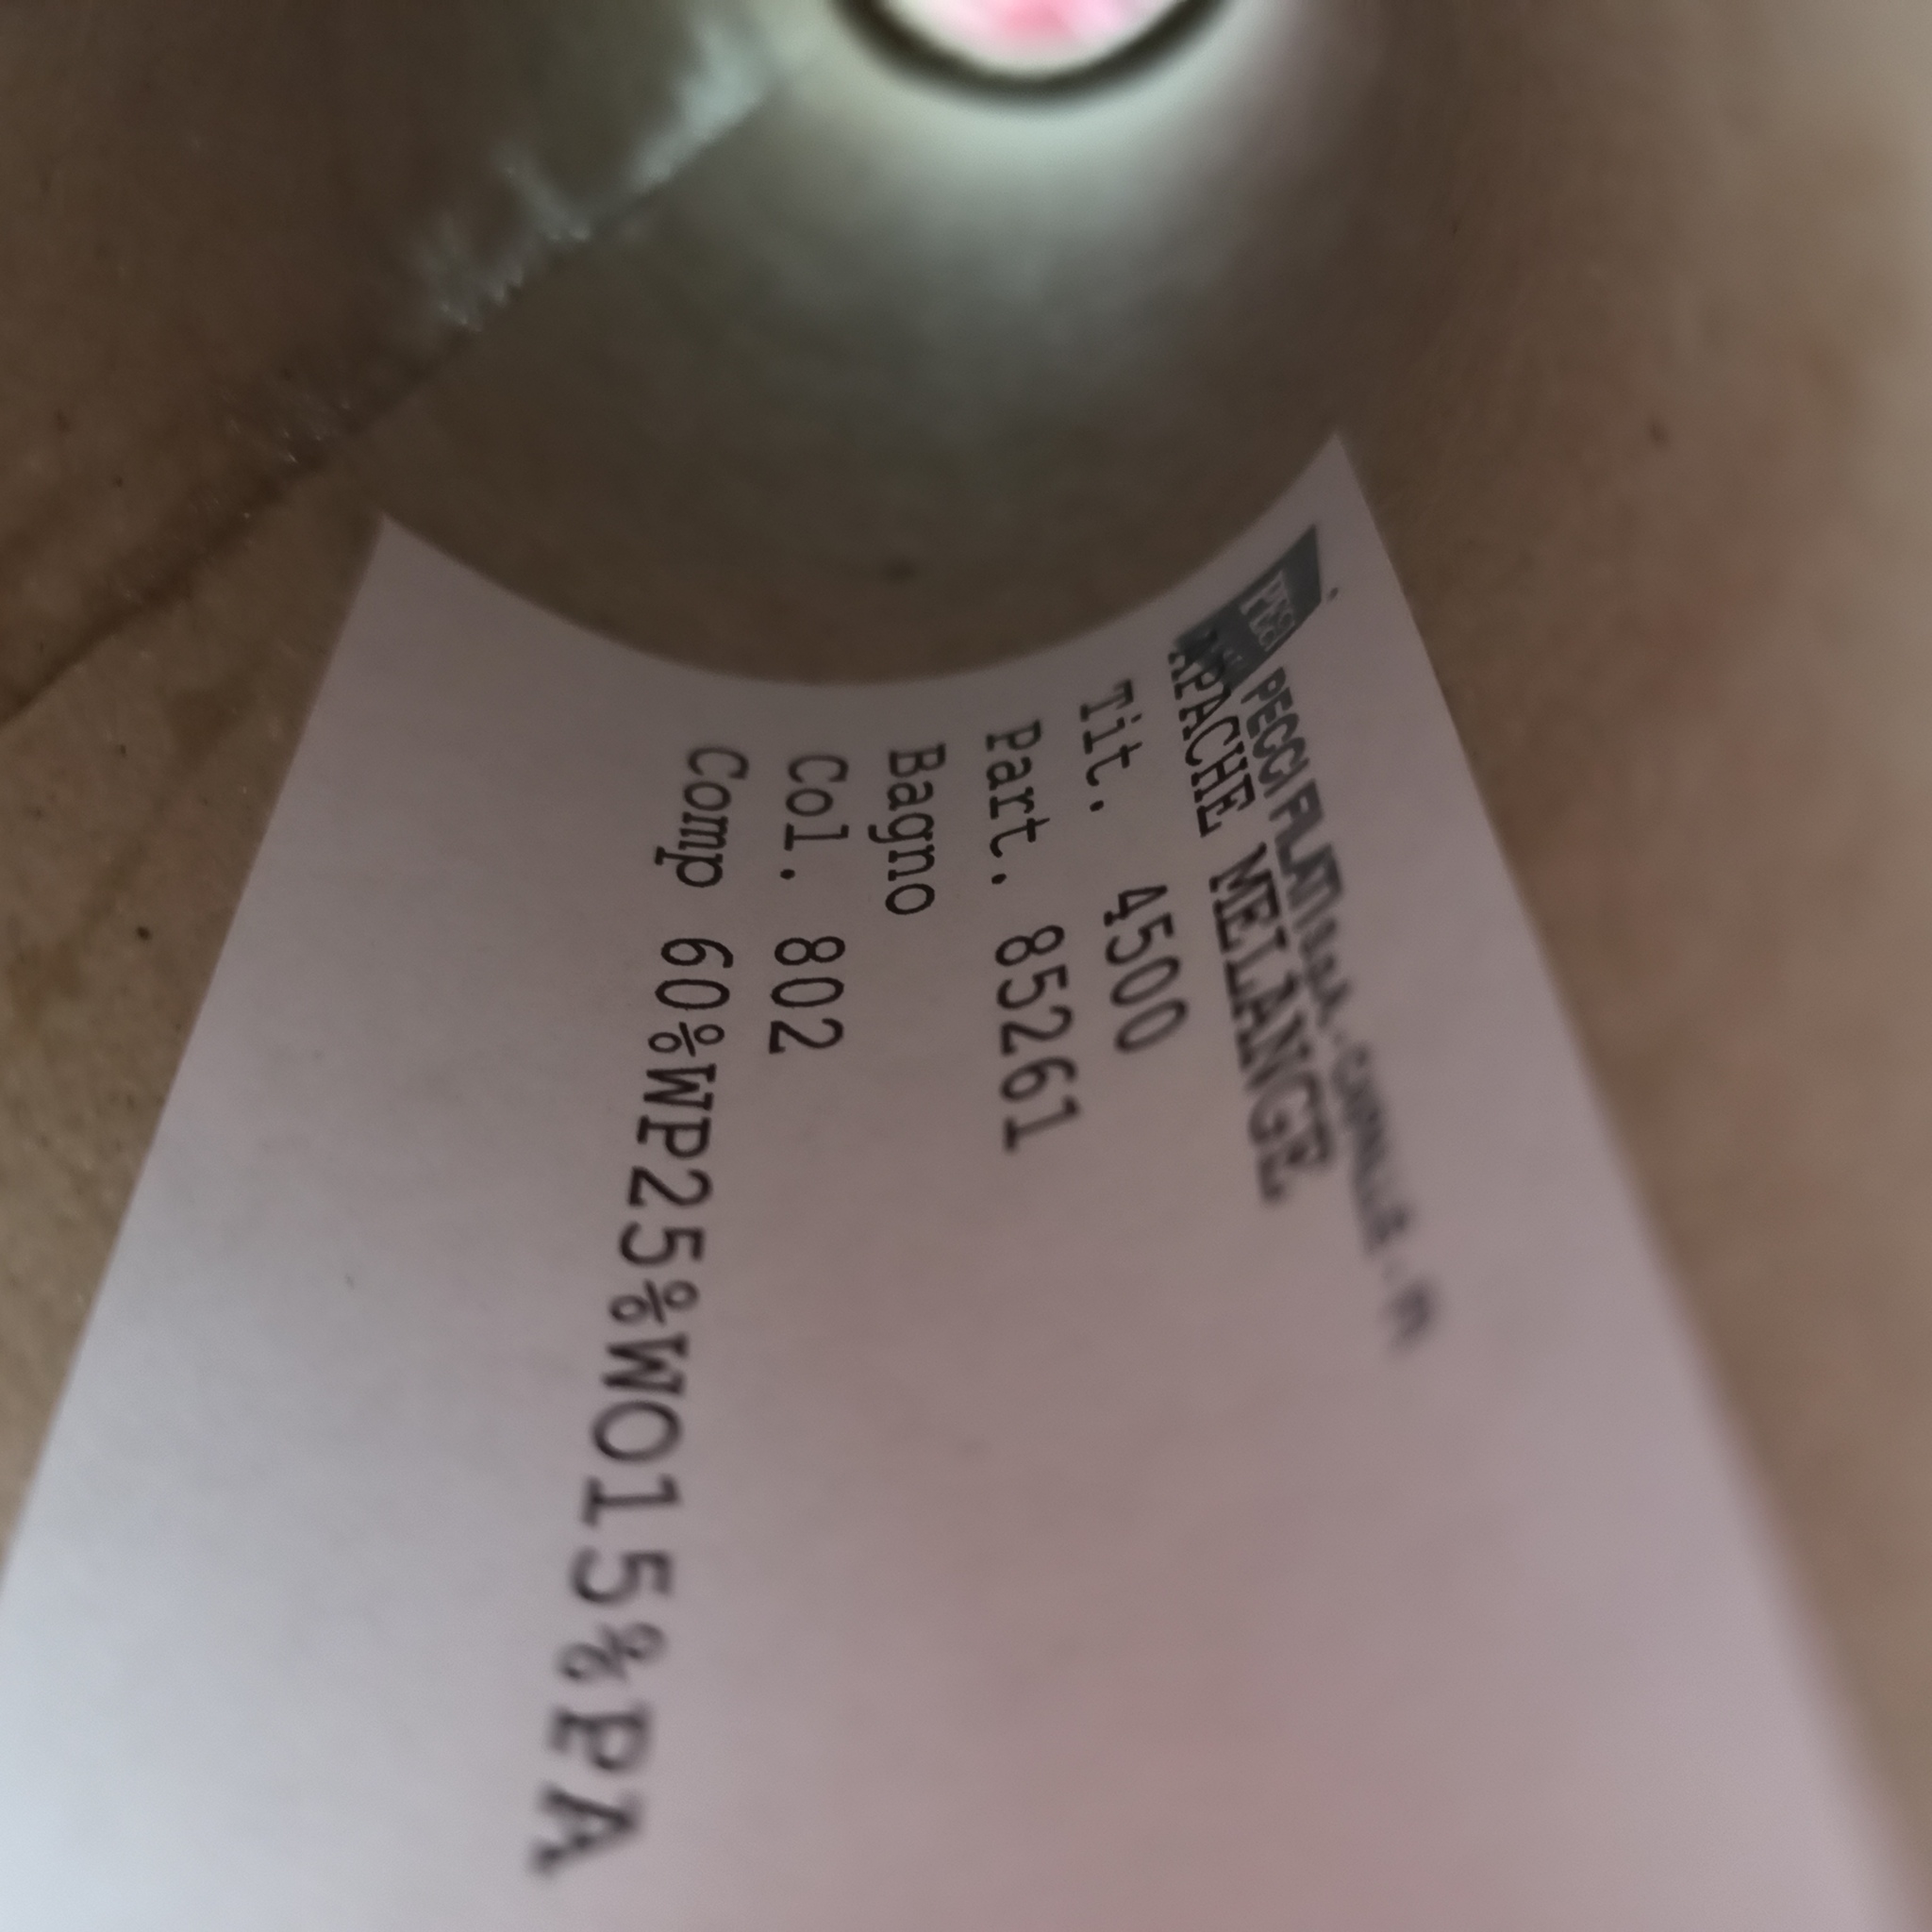 PECCI FILATI
APACHE MELANGE
Tit. 4500
Part. 85261
Bagno
Col. 802
Comp 60%WP25%WO15%PA